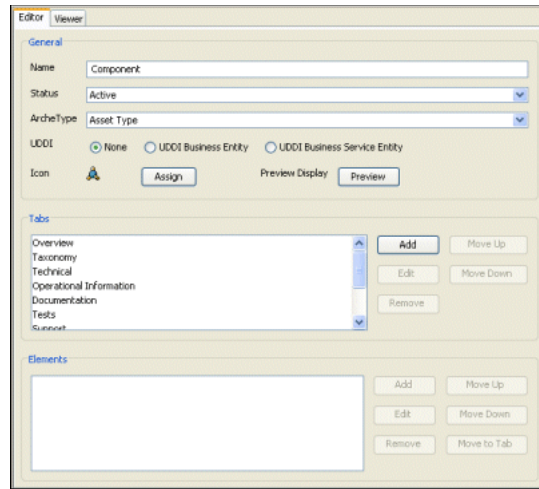 Editor Viewer
General
Name Component
Status Active
ArcheType Asset Type
UDDI None UDDI Business Entity UDDI Business Service Entity
Icon Assign Preview Display Preview
Tabs
Overview Add Move Up
Taxonomy
Technical
Operational Information Edit Move Down
Documentation
Tests Remove
Support
Elements
Add Move Up
Edit Move Down
Remove Move to Tab